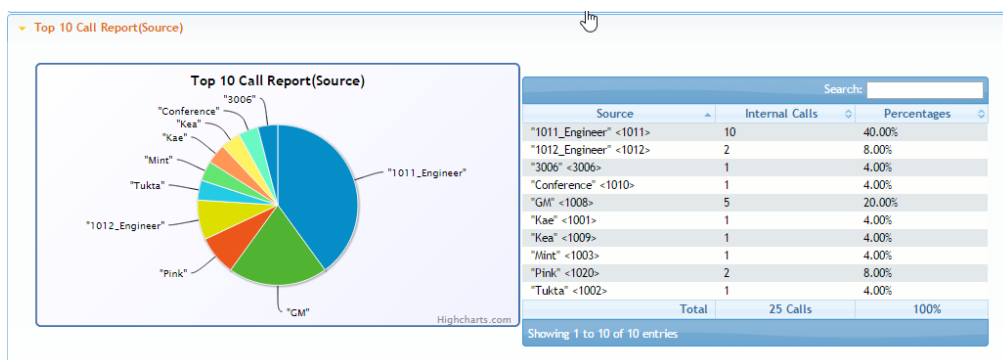 Top 10 Call Report(Source)
Top 10 Call Report(Source)
"3006"
"Conference"
"Kea"
"Kae"
"Mint"
"Tukta"
"1012_Engineer"
"Pink"
"GM"
"1011_Engineer"
Highcharts.com
Search:
Source Internal Calls Percentages
"1011_Engineer" <1011> 10 40.00%
"1012_Engineer" <1012> 2 8.00%
"3006" <3006> 1 4.00%
"Conference" <1010> 1 4.00%
"GM" <1008> 5 20.00%
"Kae" <1001> 1 4.00%
"Kea" <1009> 1 4.00%
"Mint" <1003> 1 4.00%
"Pink" <1020> 2 8.00%
"Tukta" <1002> 1 4.00%
Total 25 Calls 100%
Showing 1 to 10 of 10 entries